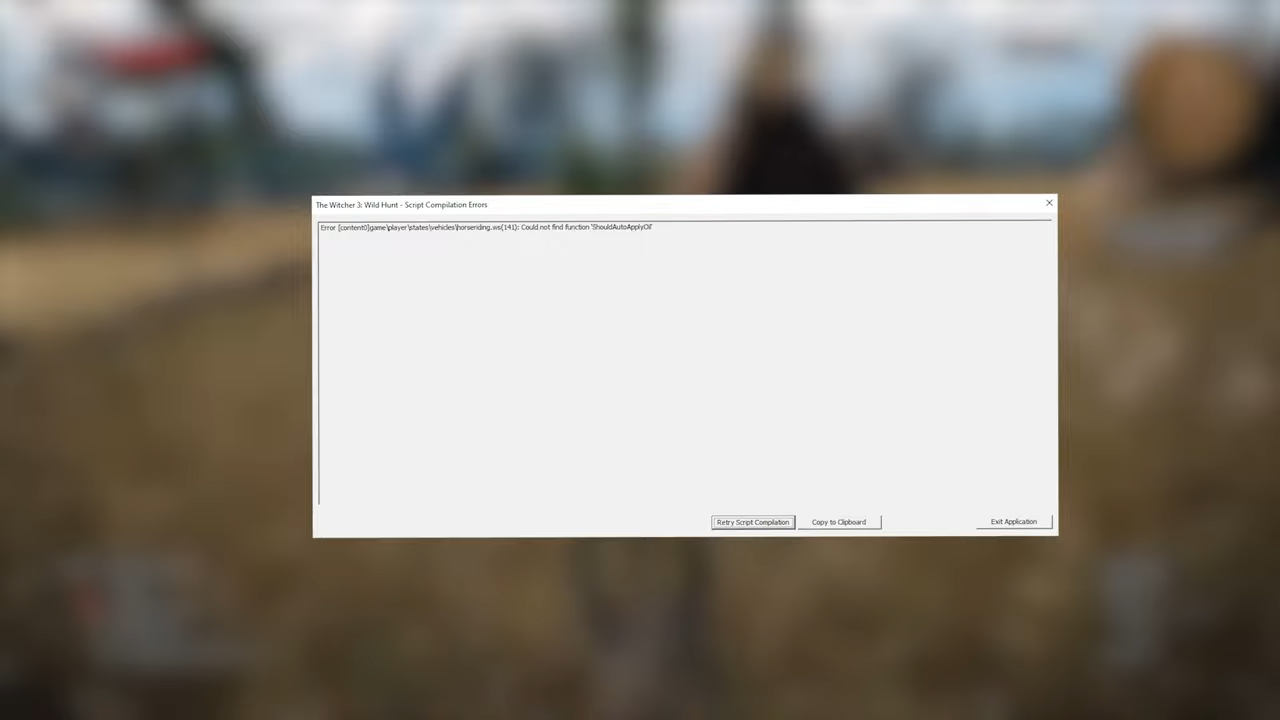 The Witcher 3: Wild Hunt - Script Compilation Errors
Error [content0]game\player\states\vehicles\horseriding.ws(141): Could not find function 'ShouldAutoApplyOil'
Retry Script Compilation
Copy to Clipboard
Exit Application